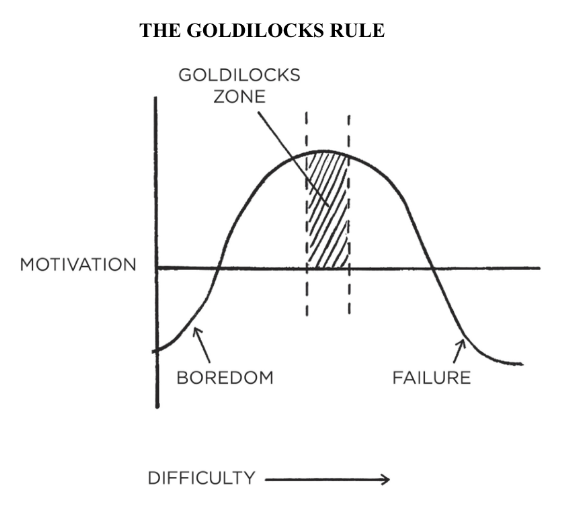 THE GOLDILOCKS RULE
GOLDILOCKS
ZONE
MOTIVATION
BOREDOM
FAILURE
DIFFICULTY